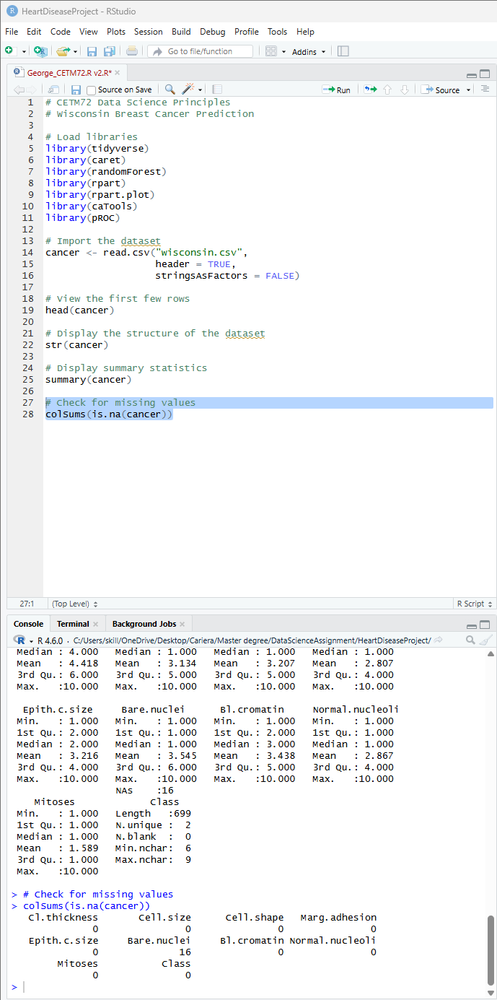 HeartDiseaseProject - RStudio
File Edit Code View Plots Session Build Debug Profile Tools Help
Go to file/function Addins
George_CETM72.R v2.R*
Source on Save Run Source
1 # CETM72 Data Science Principles
2 # Wisconsin Breast Cancer Prediction
3
4 # Load libraries
5 library(tidyverse)
6 library(caret)
7 library(randomForest)
8 library(rpart)
9 library(rpart.plot)
10 library(caTools)
11 library(pROC)
12
13 # Import the dataset
14 cancer <- read.csv("wisconsin.csv",
15                    header = TRUE,
16                    stringsAsFactors = FALSE)
17
18 # View the first few rows
19 head(cancer)
20
21 # Display the structure of the dataset
22 str(cancer)
23
24 # Display summary statistics
25 summary(cancer)
26
27 # Check for missing values
28 colSums(is.na(cancer))
27:1 (Top Level) R Script
Console Terminal Background Jobs
R 4.6.0 · C:/Users/skill/OneDrive/Desktop/Cariera/Master degree/DataScienceAssignment/HeartDiseaseProject/
Median : 4.000   Median : 1.000   Median : 1.000   Median : 1.000
Mean   : 4.418   Mean   : 3.134   Mean   : 3.207   Mean   : 2.807
3rd Qu.: 6.000   3rd Qu.: 5.000   3rd Qu.: 5.000   3rd Qu.: 4.000
Max.   :10.000   Max.   :10.000   Max.   :10.000   Max.   :10.000
Epith.c.size     Bare.nuclei      Bl.cromatin     Normal.nucleoli
Min.   : 1.000   Min.   : 1.000   Min.   : 1.000   Min.   : 1.000
1st Qu.: 2.000   1st Qu.: 1.000   1st Qu.: 2.000   1st Qu.: 1.000
Median : 2.000   Median : 1.000   Median : 3.000   Median : 1.000
Mean   : 3.216   Mean   : 3.545   Mean   : 3.438   Mean   : 2.867
3rd Qu.: 4.000   3rd Qu.: 6.000   3rd Qu.: 5.000   3rd Qu.: 4.000
Max.   :10.000   Max.   :10.000   Max.   :10.000   Max.   :10.000
NAs    :16
Mitoses          Class
Min.   : 1.000   Length   :699
1st Qu.: 1.000   N.unique :  2
Median : 1.000   N.blank  :  0
Mean   : 1.589   Min.nchar:  6
3rd Qu.: 1.000   Max.nchar:  9
Max.   :10.000
> # Check for missing values
> colSums(is.na(cancer))
Cl.thickness       Cell.size      Cell.shape   Marg.adhesion
0               0               0               0
Epith.c.size     Bare.nuclei     Bl.cromatin Normal.nucleoli
0              16               0               0
Mitoses           Class
0               0
>